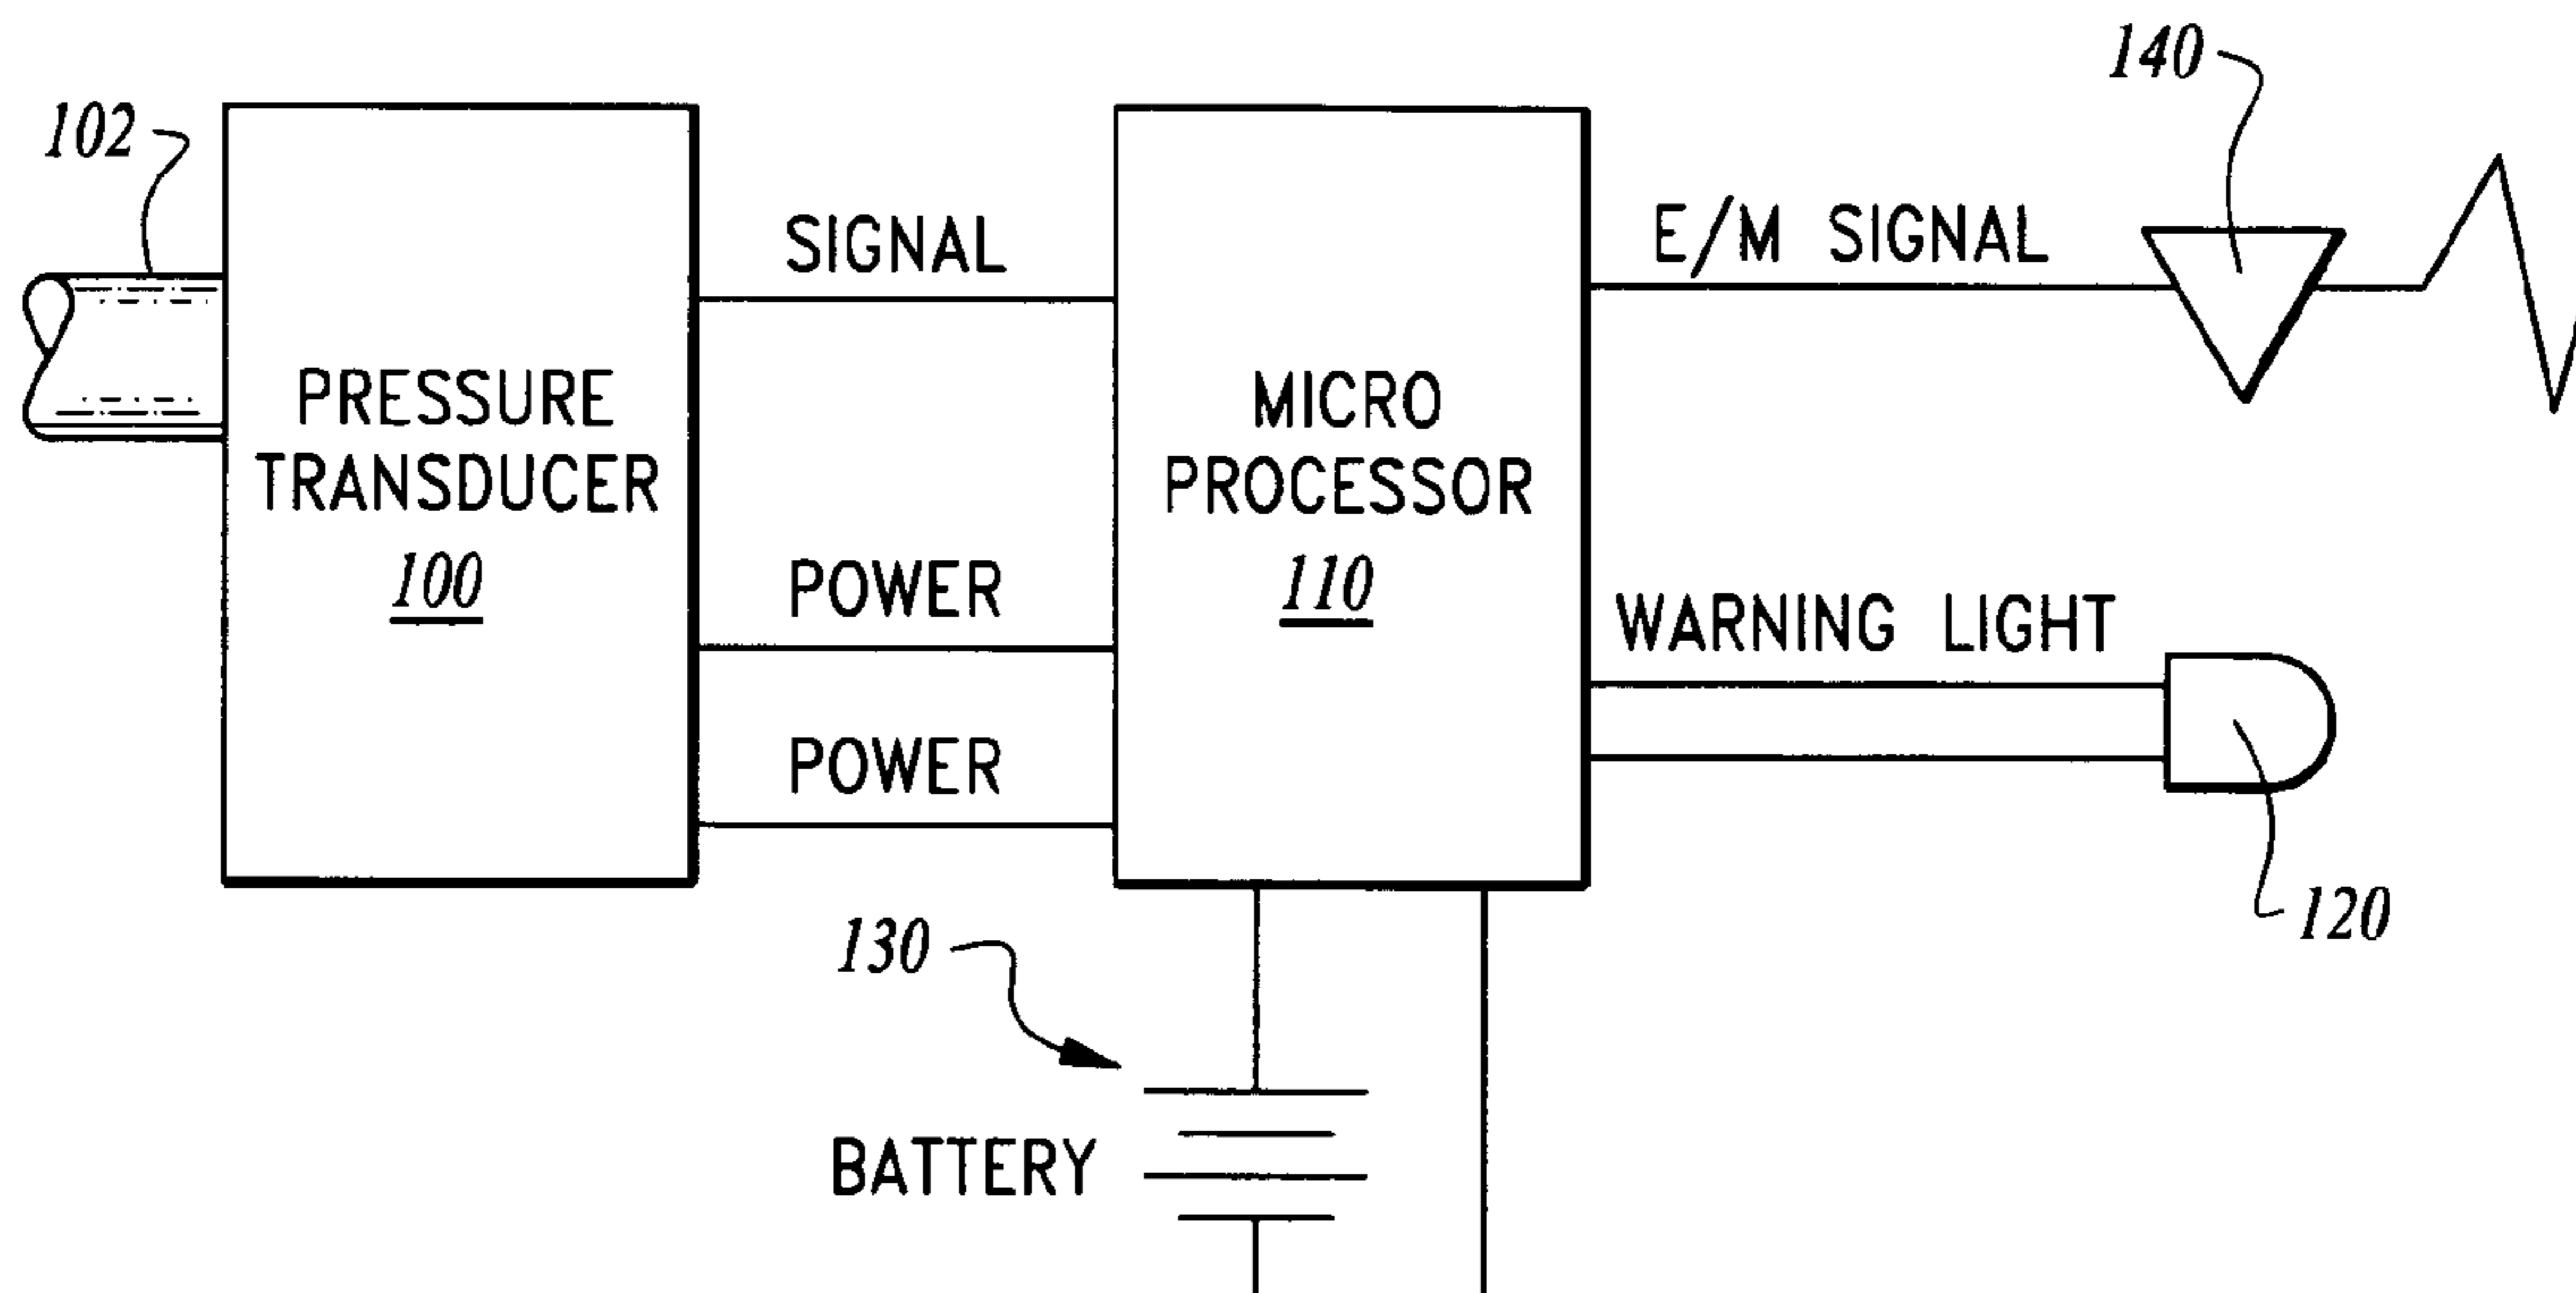 140
102
SIGNAL
E/M SIGNAL
PRESSURE
TRANSDUCER
100
MICRO
PROCESSOR
110
POWER
WARNING LIGHT
POWER
120
130
BATTERY